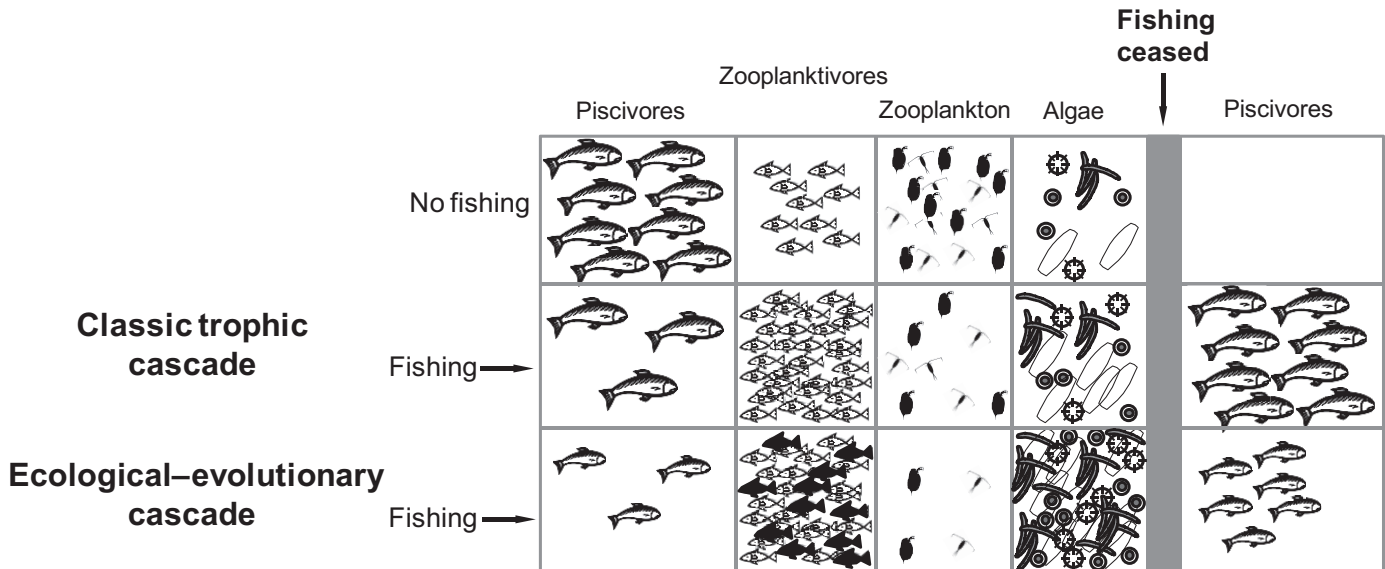 Fishing
ceased
Zooplanktivores
Piscivores
Zooplankton
Algae
Piscivores
No fishing
Classic trophic
cascade
Fishing
Ecological–evolutionary
cascade
Fishing